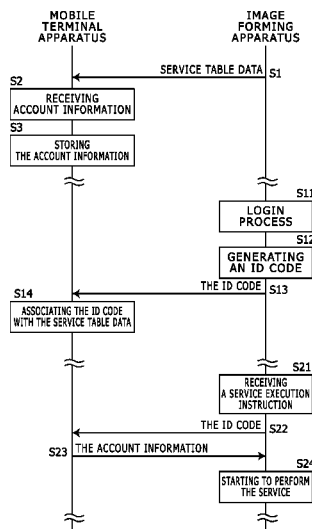 MOBILE
TERMINAL
APPARATUS
IMAGE
FORMING
APPARATUS
SERVICE TABLE DATA
S1
S2
RECEIVING
ACCOUNT INFORMATION
S3
STORING
THE ACCOUNT INFORMATION
S11
LOGIN
PROCESS
S12
GENERATING
AN ID CODE
THE ID CODE
S13
S14
ASSOCIATING THE ID CODE
WITH THE SERVICE TABLE DATA
S21
RECEIVING
A SERVICE EXECUTION
INSTRUCTION
THE ID CODE
S22
S23
THE ACCOUNT INFORMATION
S24
STARTING TO PERFORM
THE SERVICE